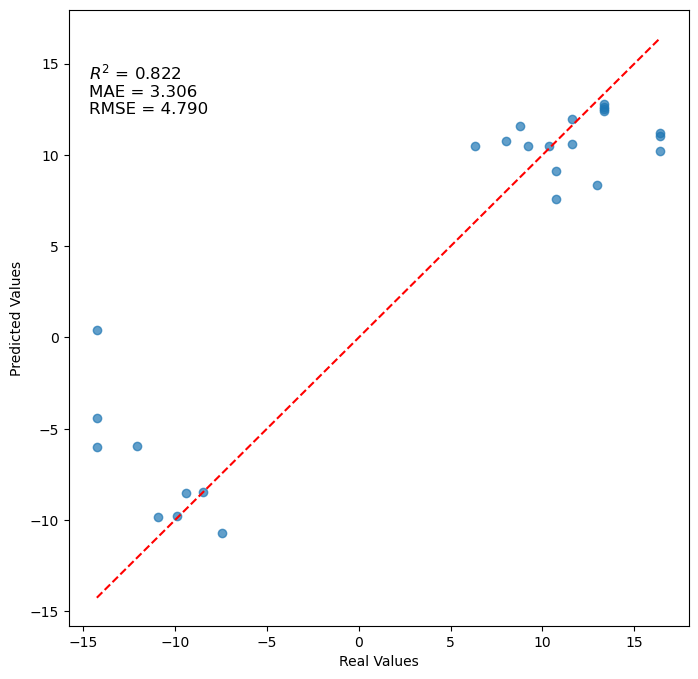 R² = 0.822
MAE = 3.306
RMSE = 4.790
15
10
5
0
−5
−10
−15
Predicted Values
−15 −10 −5 0 5 10 15
Real Values